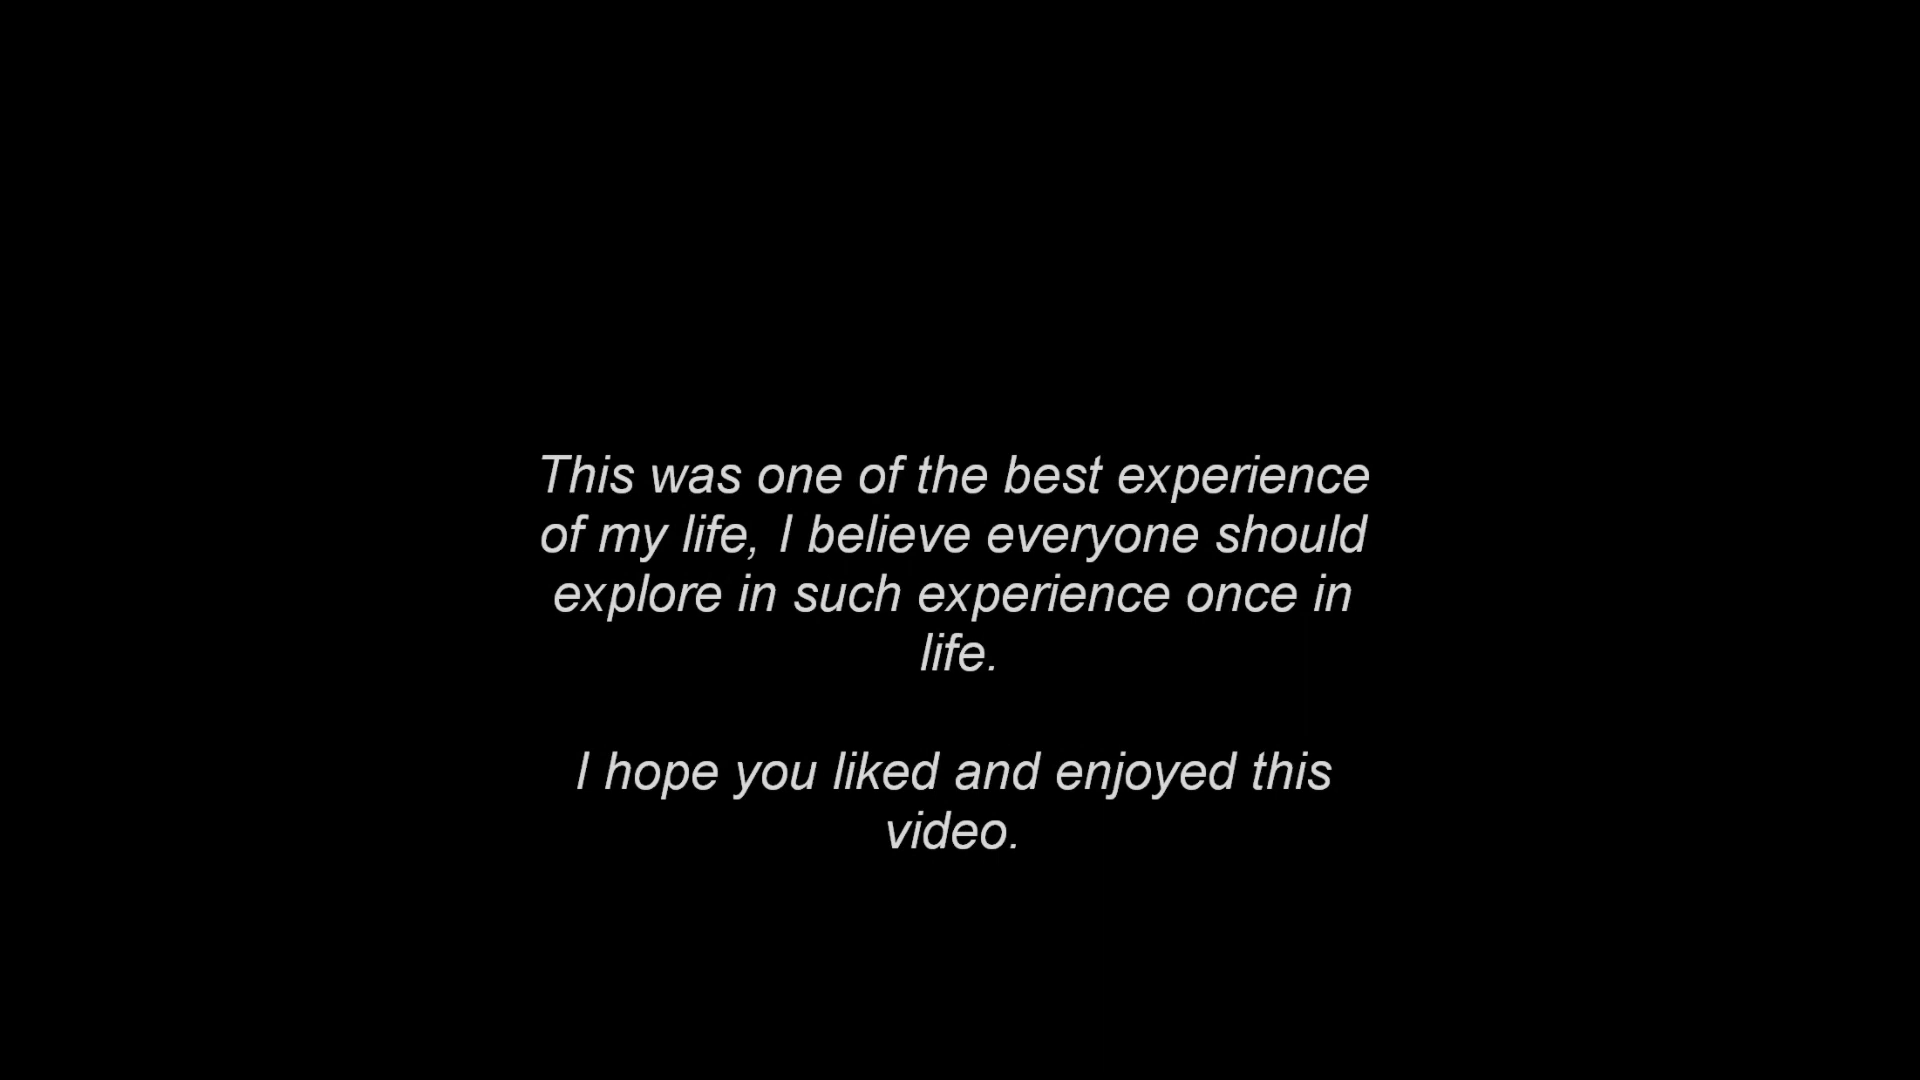 This was one of the best experience
of my life, I believe everyone should
explore in such experience once in
life.
I hope you liked and enjoyed this
video.